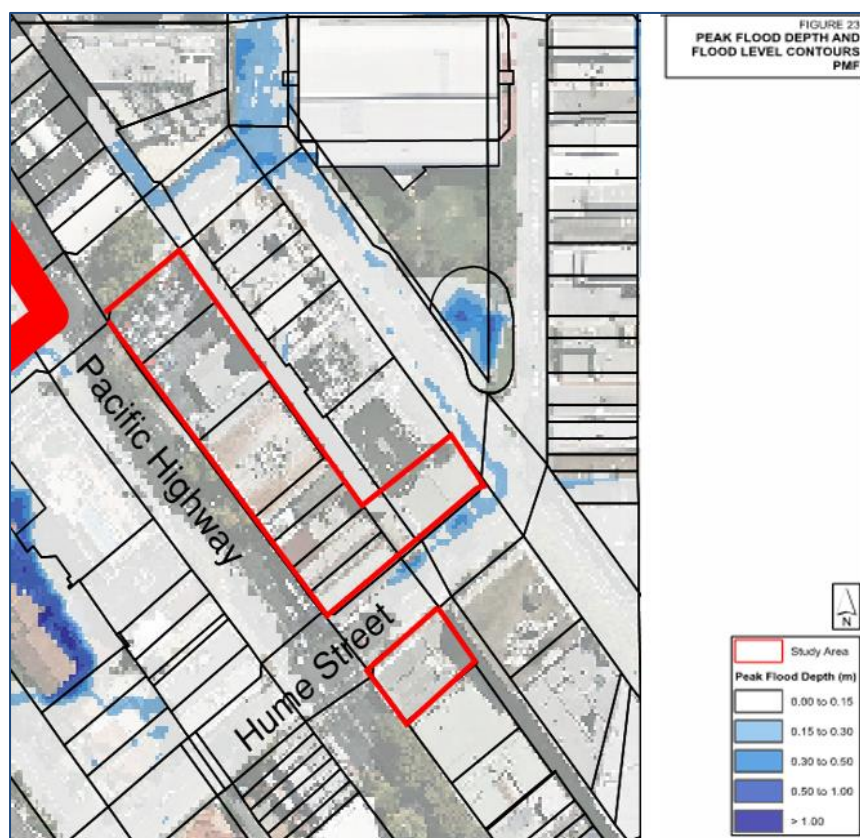 FIGURE 23
PEAK FLOOD DEPTH AND
FLOOD LEVEL CONTOURS
PMF
Pacific Highway
Hume Street
N
Study Area
Peak Flood Depth (m)
0.00 to 0.15
0.15 to 0.30
0.30 to 0.50
0.50 to 1.00
> 1.00